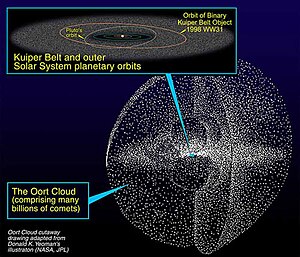 Orbit of Binary
Kuiper Belt Object
1998 WW31
Pluto's
orbit
Kuiper Belt and outer
Solar System planetary orbits
The Oort Cloud
(comprising many
billions of comets)
Oort Cloud cutaway
drawing adapted from
Donald K. Yeoman's
illustraton (NASA, JPL)